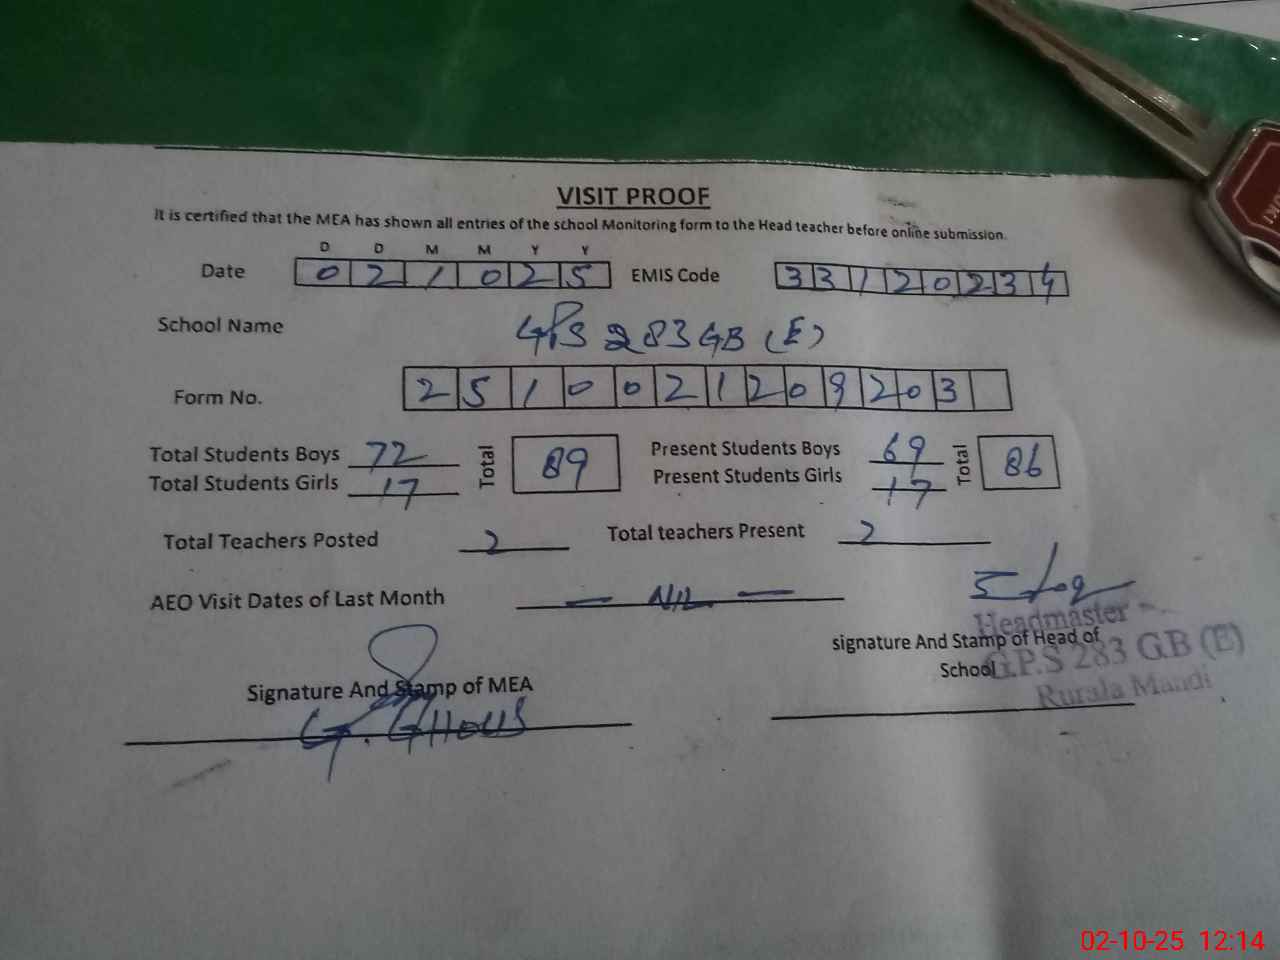 VISIT PROOF
It is certified that the MEA has shown all entries of the school Monitoring form to the Head teacher before online submission.
D D M M Y Y
Date 0 2 1 0 2 5 EMIS Code 3 3 1 2 0 2 3 4
School Name GPS 283 GB (E)
Form No. 2 5 1 0 0 2 1 2 0 9 2 0 3
Total Students Boys 72 Total 89 Present Students Boys 69 Total 86
Total Students Girls 17 Present Students Girls 17
Total Teachers Posted 2 Total teachers Present 2
AEO Visit Dates of Last Month — Nil —
Headmaster
signature And Stamp of Head of
School
G.P.S 283 G.B (E)
Rurala Mandi
Signature And Stamp of MEA
G. GHOUS
02-10-25 12:14